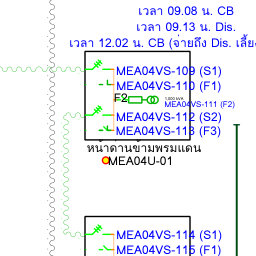 เวลา 09.08 น. CB
เวลา 09.13 น. Dis.
เวลา 12.02 น. CB (จ่ายถึง Dis. เลี้ย
MEA04VS-109 (S1)
MEA04VS-110 (F1)
F2
MEA04VS-111 (F2)
MEA04VS-112 (S2)
MEA04VS-113 (F3)
หน้าด่านข้ามพรมแดน
MEA04U-01
MEA04VS-114 (S1)
MEA04VS-115 (F1)